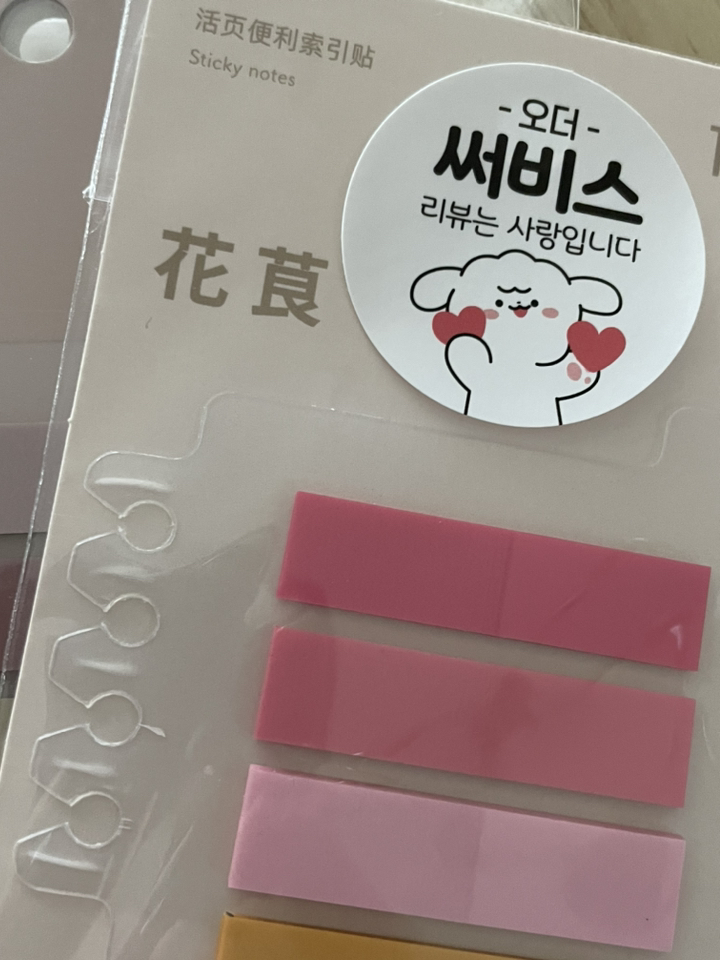 活页便利索引贴
Sticky notes
- 오더 -
써비스
리뷰는 사랑입니다
花茛